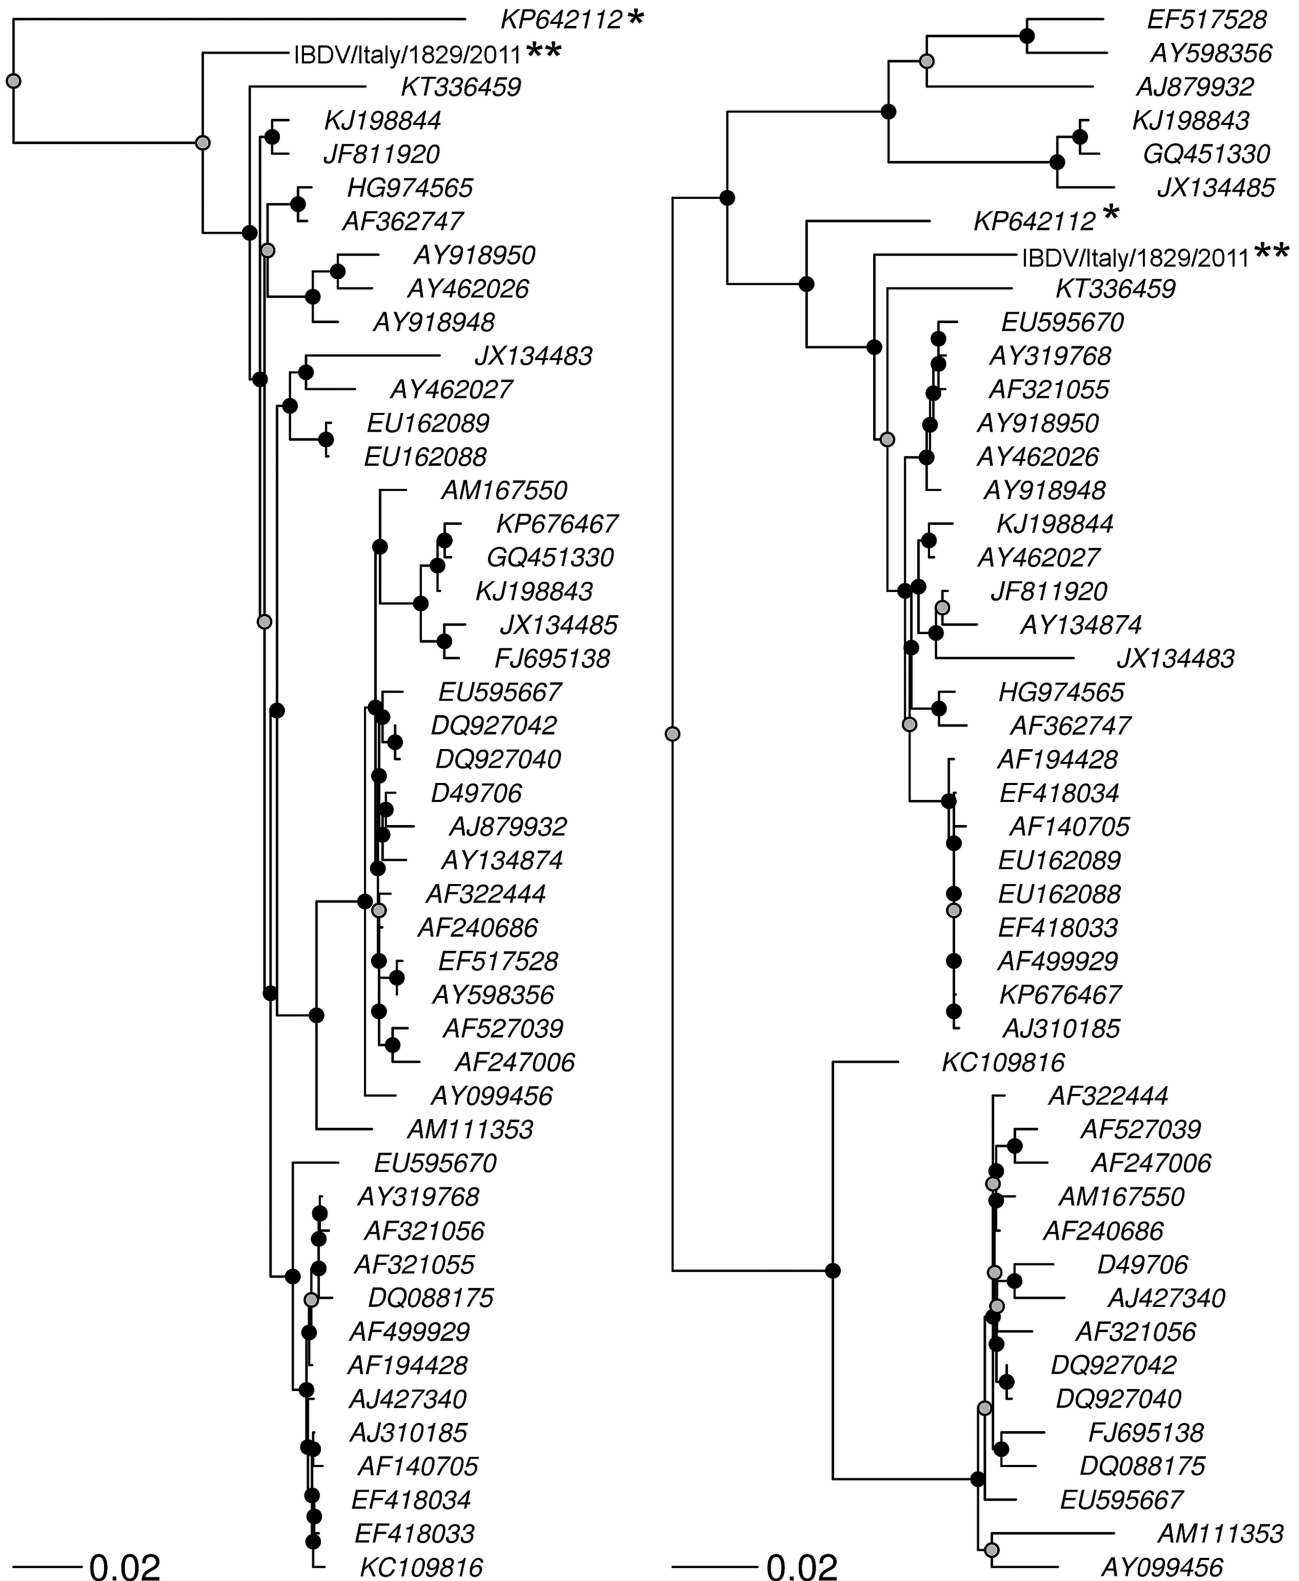 KP642112*
IBDV/Italy/1829/2011**
KT336459
KJ198844
JF811920
HG974565
AF362747
AY918950
AY462026
AY918948
JX134483
AY462027
EU162089
EU162088
AM167550
KP676467
GQ451330
KJ198843
JX134485
FJ695138
EU595667
DQ927042
DQ927040
D49706
AJ879932
AY134874
AF322444
AF240686
EF517528
AY598356
AF527039
AF247006
AY099456
AM111353
EU595670
AY319768
AF321056
AF321055
DQ088175
AF499929
AF194428
AJ427340
AJ310185
AF140705
EF418034
EF418033
KC109816
0.02
EF517528
AY598356
AJ879932
KJ198843
GQ451330
JX134485
KP642112*
IBDV/Italy/1829/2011**
KT336459
EU595670
AY319768
AF321055
AY918950
AY462026
AY918948
KJ198844
AY462027
JF811920
AY134874
JX134483
HG974565
AF362747
AF194428
EF418034
AF140705
EU162089
EU162088
EF418033
AF499929
KP676467
AJ310185
KC109816
AF322444
AF527039
AF247006
AM167550
AF240686
D49706
AJ427340
AF321056
DQ927042
DQ927040
FJ695138
DQ088175
EU595667
AM111353
AY099456
0.02